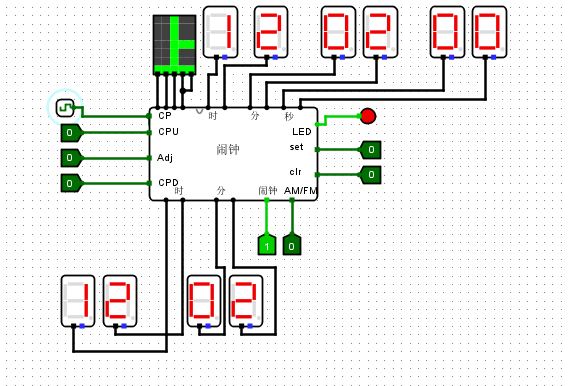 上 12 02 00
CP 时 分 秒
0 CPU LED
闹钟 set 0
0 Adj
clr 0
0 CPD 时 分 闹钟 AM/FM
1 0
12 02